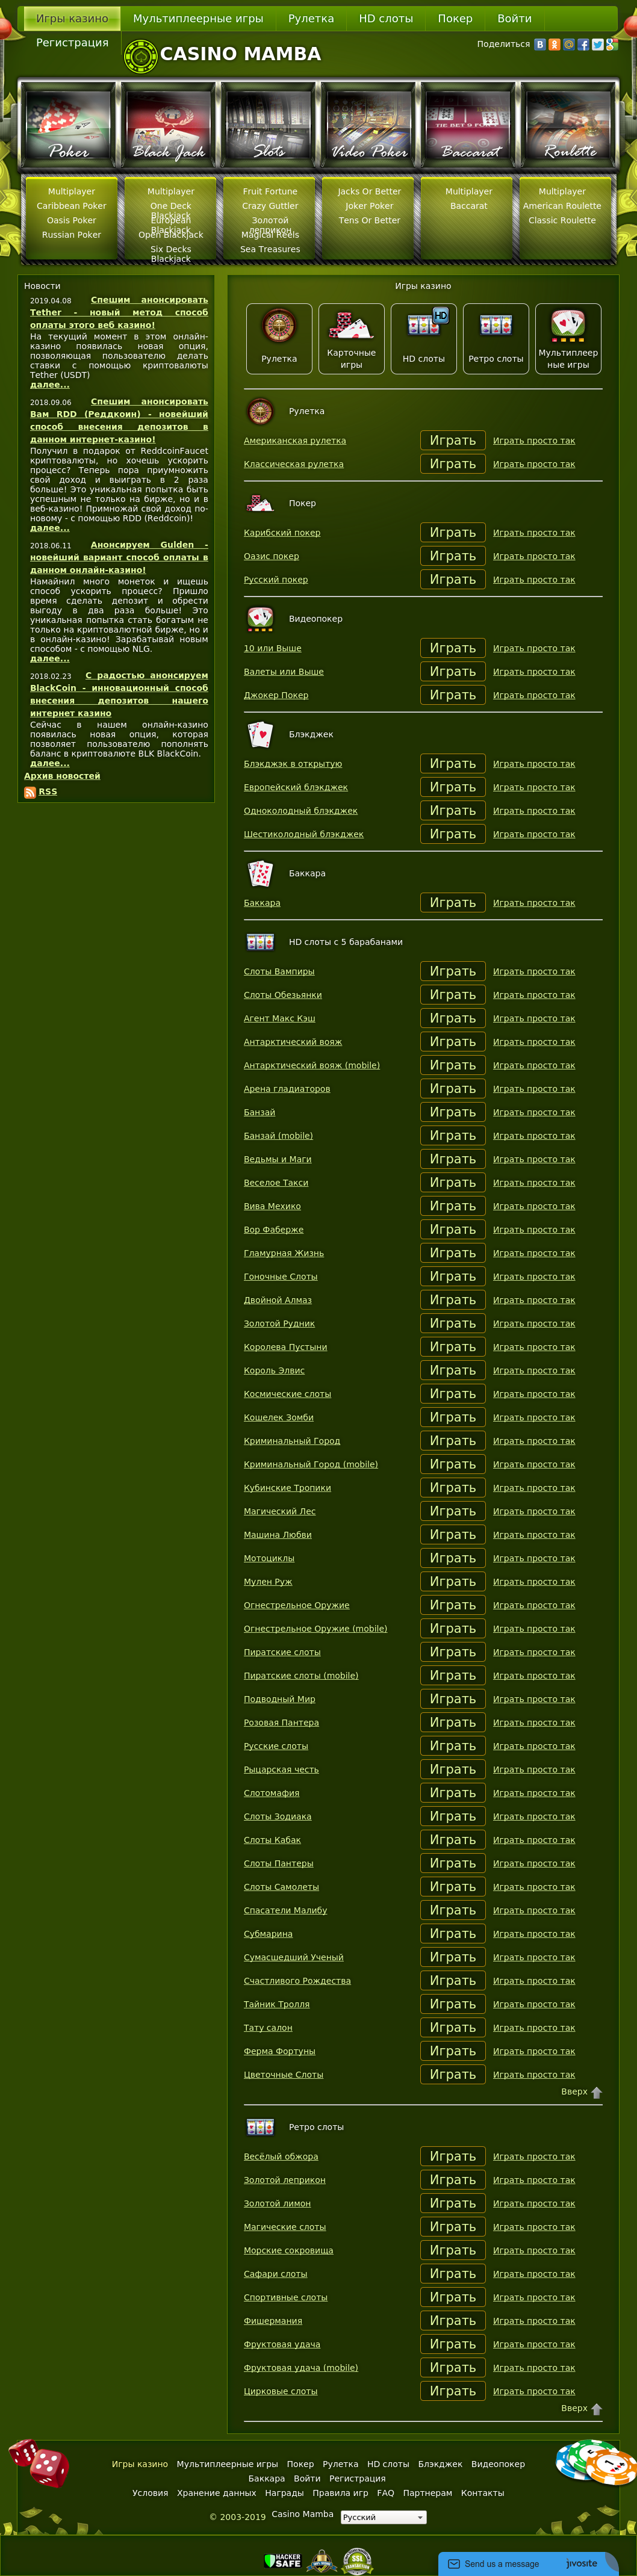 Игры казино
Мультиплеерные игры
Рулетка
HD слоты
Покер
Войти
Регистрация
CASINO MAMBA
Поделиться
Poker
Black Jack
Slots
Video Poker
Baccarat
Roulette
Multiplayer
Caribbean Poker
Oasis Poker
Russian Poker
Multiplayer
One Deck Blackjack
European Blackjack
Open Blackjack
Six Decks Blackjack
Fruit Fortune
Crazy Guttler
Золотой леприкон
Magical Reels
Sea Treasures
Jacks Or Better
Joker Poker
Tens Or Better
Multiplayer
Baccarat
Multiplayer
American Roulette
Classic Roulette
Новости
2019.04.08 Спешим анонсировать
Tether - новый метод способ
оплаты этого веб казино!
На текущий момент в этом онлайн-
казино появилась новая опция,
позволяющая пользователю делать
ставки с помощью криптовалюты
Tether (USDT)
далее...
2018.09.06 Спешим анонсировать
Вам RDD (Реддкоин) - новейший
способ внесения депозитов в
данном интернет-казино!
Получил в подарок от ReddcoinFaucet
криптовалюты, но хочешь ускорить
процесс? Теперь пора приумножить
свой доход и выиграть в 2 раза
больше! Это уникальная попытка быть
успешным не только на бирже, но и в
веб-казино! Примножай свой доход по-
новому - с помощью RDD (Reddcoin)!
далее...
2018.06.11 Анонсируем Gulden -
новейший вариант способ оплаты в
данном онлайн-казино!
Намайнил много монеток и ищешь
способ ускорить процесс? Пришло
время сделать депозит и обрести
выгоду в два раза больше! Это
уникальная попытка стать богатым не
только на криптовалютной бирже, но и
в онлайн-казино! Зарабатывай новым
способом - с помощью NLG.
далее...
2018.02.23 С радостью анонсируем
BlackCoin - инновационный способ
внесения депозитов нашего
интернет казино
Сейчас в нашем онлайн-казино
появилась новая опция, которая
позволяет пользователю пополнять
баланс в криптовалюте BLK BlackCoin.
далее...
Архив новостей
RSS
Игры казино
Рулетка
Карточные игры
HD
HD слоты
Ретро слоты
Мультиплеерные игры
Рулетка
Американская рулетка Играть Играть просто так
Классическая рулетка Играть Играть просто так
Покер
Карибский покер Играть Играть просто так
Оазис покер Играть Играть просто так
Русский покер Играть Играть просто так
Видеопокер
10 или Выше Играть Играть просто так
Валеты или Выше Играть Играть просто так
Джокер Покер Играть Играть просто так
Блэкджек
Блэкджэк в открытую Играть Играть просто так
Европейский блэкджек Играть Играть просто так
Одноколодный блэкджек Играть Играть просто так
Шестиколодный блэкджек Играть Играть просто так
Баккара
Баккара Играть Играть просто так
HD слоты с 5 барабанами
Слоты Вампиры Играть Играть просто так
Слоты Обезьянки Играть Играть просто так
Агент Макс Кэш Играть Играть просто так
Антарктический вояж Играть Играть просто так
Антарктический вояж (mobile) Играть Играть просто так
Арена гладиаторов Играть Играть просто так
Банзай Играть Играть просто так
Банзай (mobile) Играть Играть просто так
Ведьмы и Маги Играть Играть просто так
Веселое Такси Играть Играть просто так
Вива Мехико Играть Играть просто так
Вор Фаберже Играть Играть просто так
Гламурная Жизнь Играть Играть просто так
Гоночные Слоты Играть Играть просто так
Двойной Алмаз Играть Играть просто так
Золотой Рудник Играть Играть просто так
Королева Пустыни Играть Играть просто так
Король Элвис Играть Играть просто так
Космические слоты Играть Играть просто так
Кошелек Зомби Играть Играть просто так
Криминальный Город Играть Играть просто так
Криминальный Город (mobile) Играть Играть просто так
Кубинские Тропики Играть Играть просто так
Магический Лес Играть Играть просто так
Машина Любви Играть Играть просто так
Мотоциклы Играть Играть просто так
Мулен Руж Играть Играть просто так
Огнестрельное Оружие Играть Играть просто так
Огнестрельное Оружие (mobile) Играть Играть просто так
Пиратские слоты Играть Играть просто так
Пиратские слоты (mobile) Играть Играть просто так
Подводный Мир Играть Играть просто так
Розовая Пантера Играть Играть просто так
Русские слоты Играть Играть просто так
Рыцарская честь Играть Играть просто так
Слотомафия Играть Играть просто так
Слоты Зодиака Играть Играть просто так
Слоты Кабак Играть Играть просто так
Слоты Пантеры Играть Играть просто так
Слоты Самолеты Играть Играть просто так
Спасатели Малибу Играть Играть просто так
Субмарина Играть Играть просто так
Сумасшедший Ученый Играть Играть просто так
Счастливого Рождества Играть Играть просто так
Тайник Тролля Играть Играть просто так
Тату салон Играть Играть просто так
Ферма Фортуны Играть Играть просто так
Цветочные Слоты Играть Играть просто так
Вверх
Ретро слоты
Весёлый обжора Играть Играть просто так
Золотой леприкон Играть Играть просто так
Золотой лимон Играть Играть просто так
Магические слоты Играть Играть просто так
Морские сокровища Играть Играть просто так
Сафари слоты Играть Играть просто так
Спортивные слоты Играть Играть просто так
Фишермания Играть Играть просто так
Фруктовая удача Играть Играть просто так
Фруктовая удача (mobile) Играть Играть просто так
Цирковые слоты Играть Играть просто так
Вверх
Игры казино Мультиплеерные игры Покер Рулетка HD слоты Блэкджек Видеопокер
Баккара Войти Регистрация
Условия Хранение данных Награды Правила игр FAQ Партнерам Контакты
© 2003-2019 Casino Mamba Русский
HACKER SAFE
SSL
Send us a message jivosite